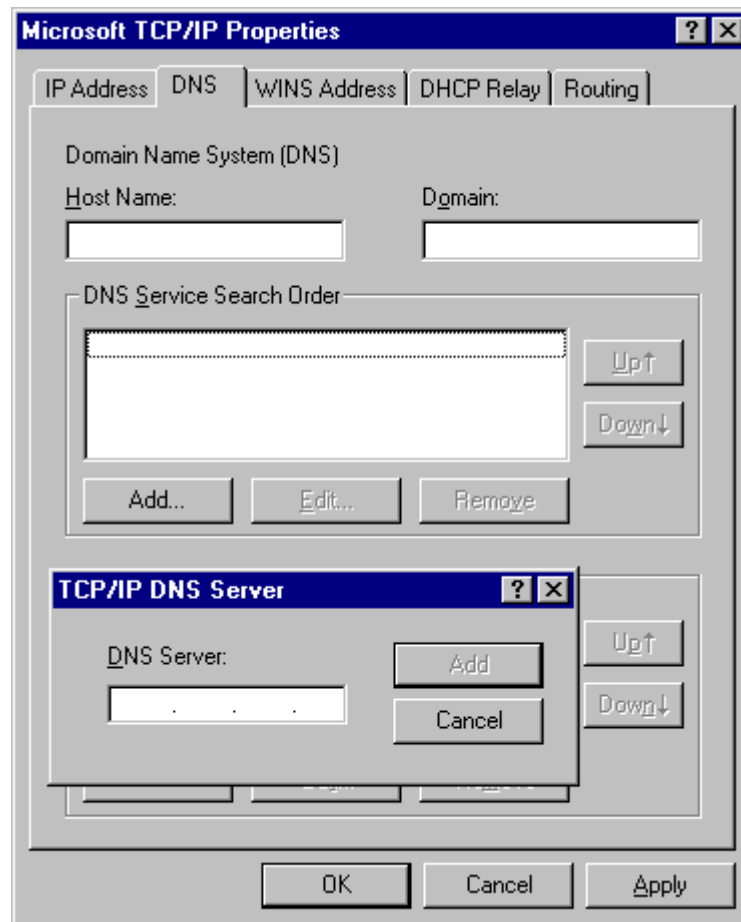 Microsoft TCP/IP Properties
IP Address DNS WINS Address DHCP Relay Routing
Domain Name System (DNS)
Host Name: Domain:
DNS Service Search Order
Up↑
Down↓
Add... Edit... Remove
TCP/IP DNS Server
DNS Server:
. . .
Add
Cancel
Up↑
Down↓
OK Cancel Apply